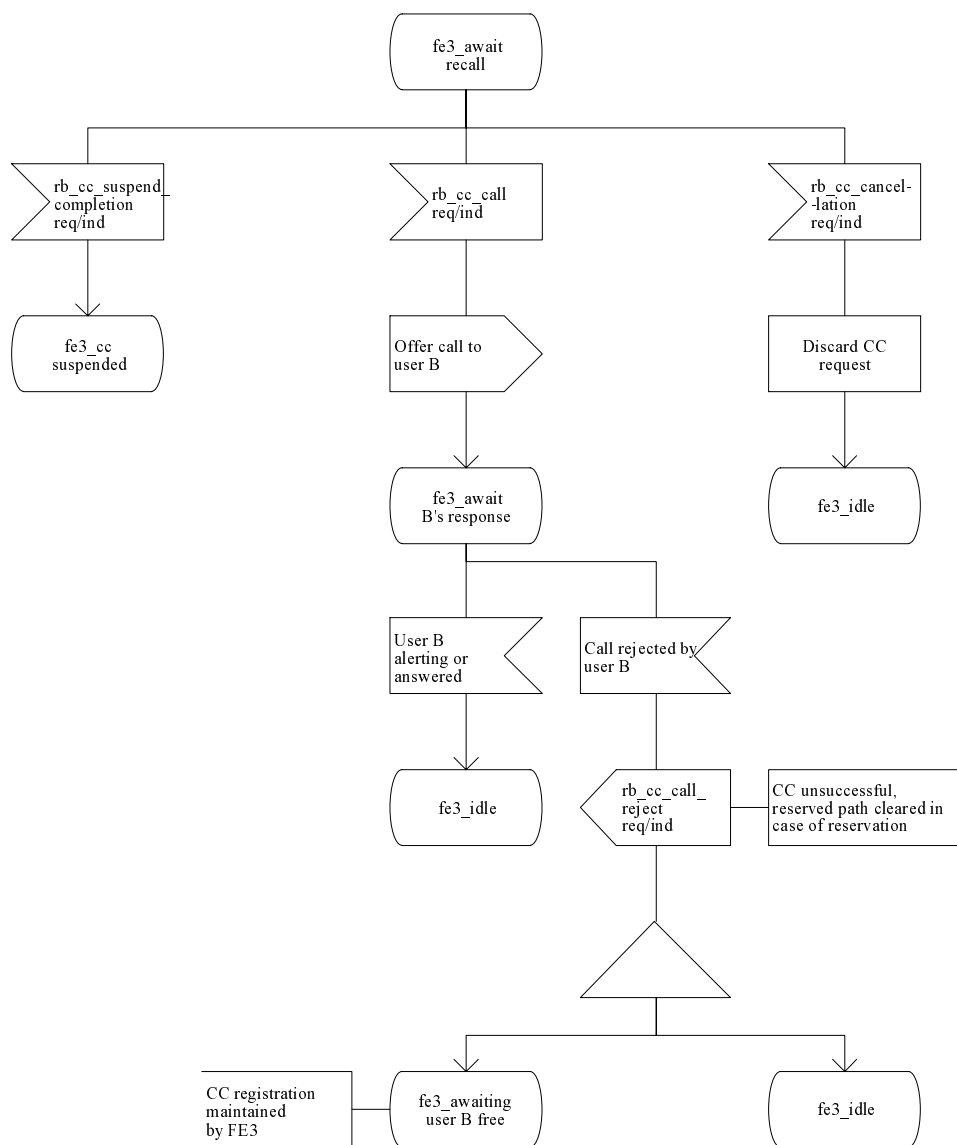 fe3_await
recall
rb_cc_suspend_
completion
req/ind
rb_cc_call
req/ind
rb_cc_cancel-
-lation
req/ind
fe3_cc
suspended
Offer call to
user B
Discard CC
request
fe3_await
B's response
fe3_idle
User B
alerting or
answered
Call rejected by
user B
fe3_idle
rb_cc_call_
reject
req/ind
CC unsuccessful,
reserved path cleared in
case of reservation
CC registration
maintained
by FE3
fe3_awaiting
user B free
fe3_idle